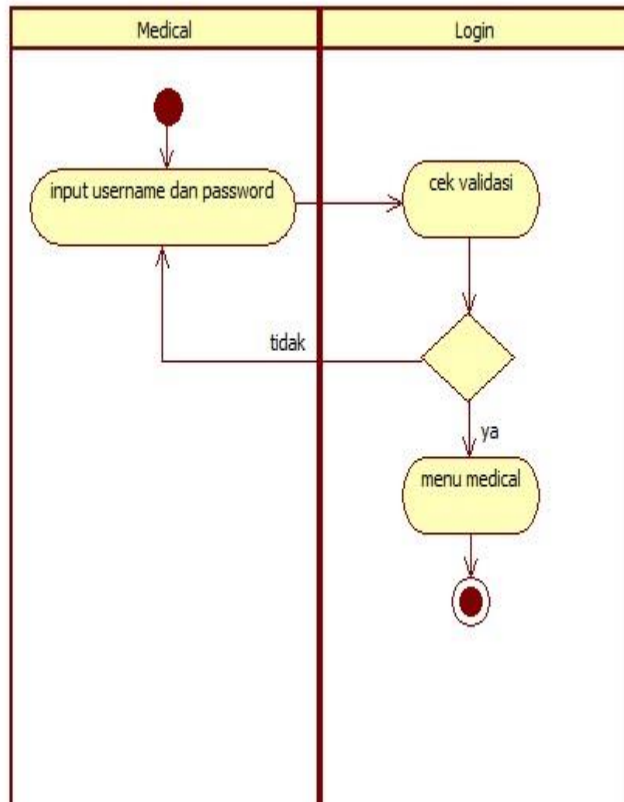 Medical
Login
input username dan password
cek validasi
tidak
ya
menu medical